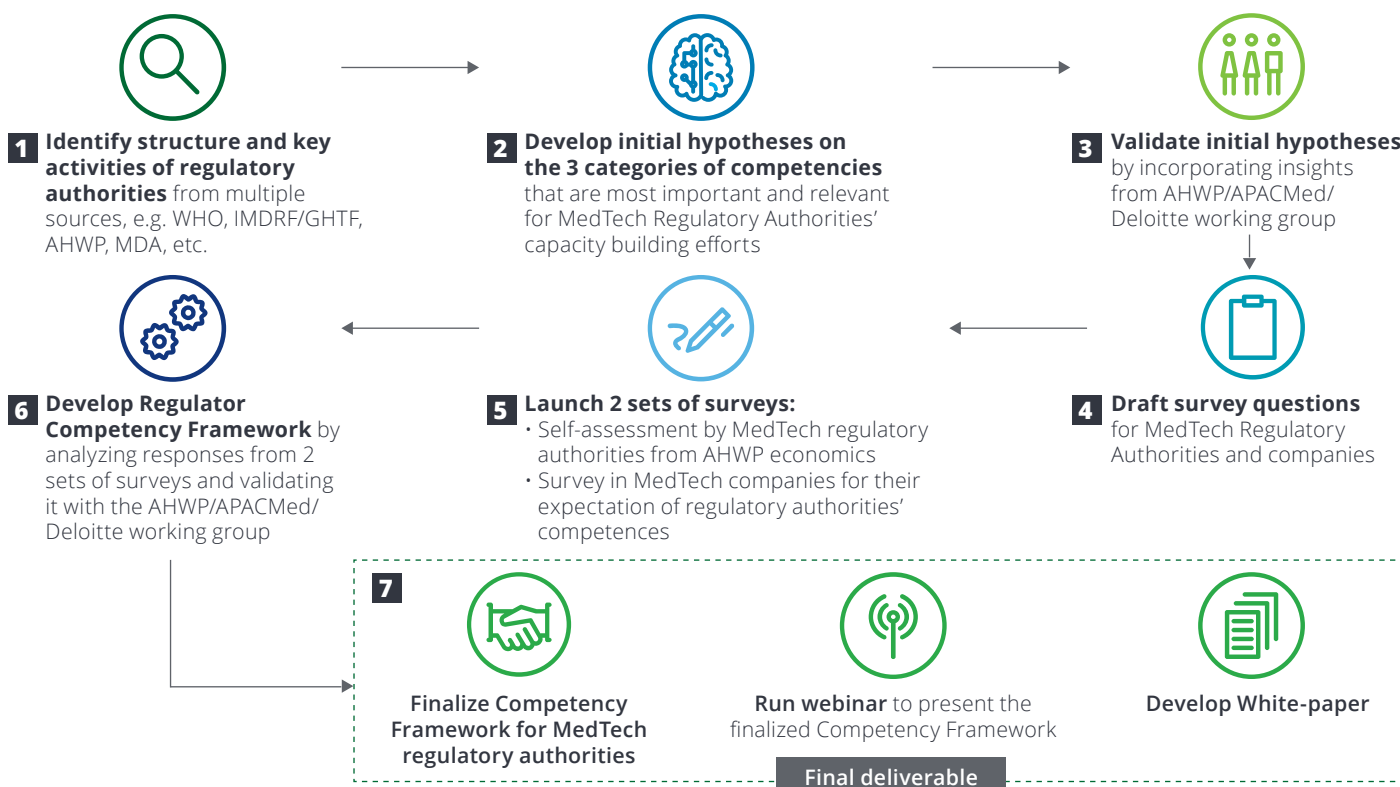 1 Identify structure and key
activities of regulatory
authorities from multiple
sources, e.g. WHO, IMDRF/GHTF,
AHWP, MDA, etc.
2 Develop initial hypotheses on
the 3 categories of competencies
that are most important and relevant
for MedTech Regulatory Authorities’
capacity building efforts
3 Validate initial hypotheses
by incorporating insights
from AHWP/APACMed/
Deloitte working group
4 Draft survey questions
for MedTech Regulatory
Authorities and companies
5 Launch 2 sets of surveys:
• Self-assessment by MedTech regulatory
authorities from AHWP economics
• Survey in MedTech companies for their
expectation of regulatory authorities’
competences
6 Develop Regulator
Competency Framework by
analyzing responses from 2
sets of surveys and validating
it with the AHWP/APACMed/
Deloitte working group
7
Finalize Competency
Framework for MedTech
regulatory authorities
Run webinar to present the
finalized Competency Framework
Develop White-paper
Final deliverable